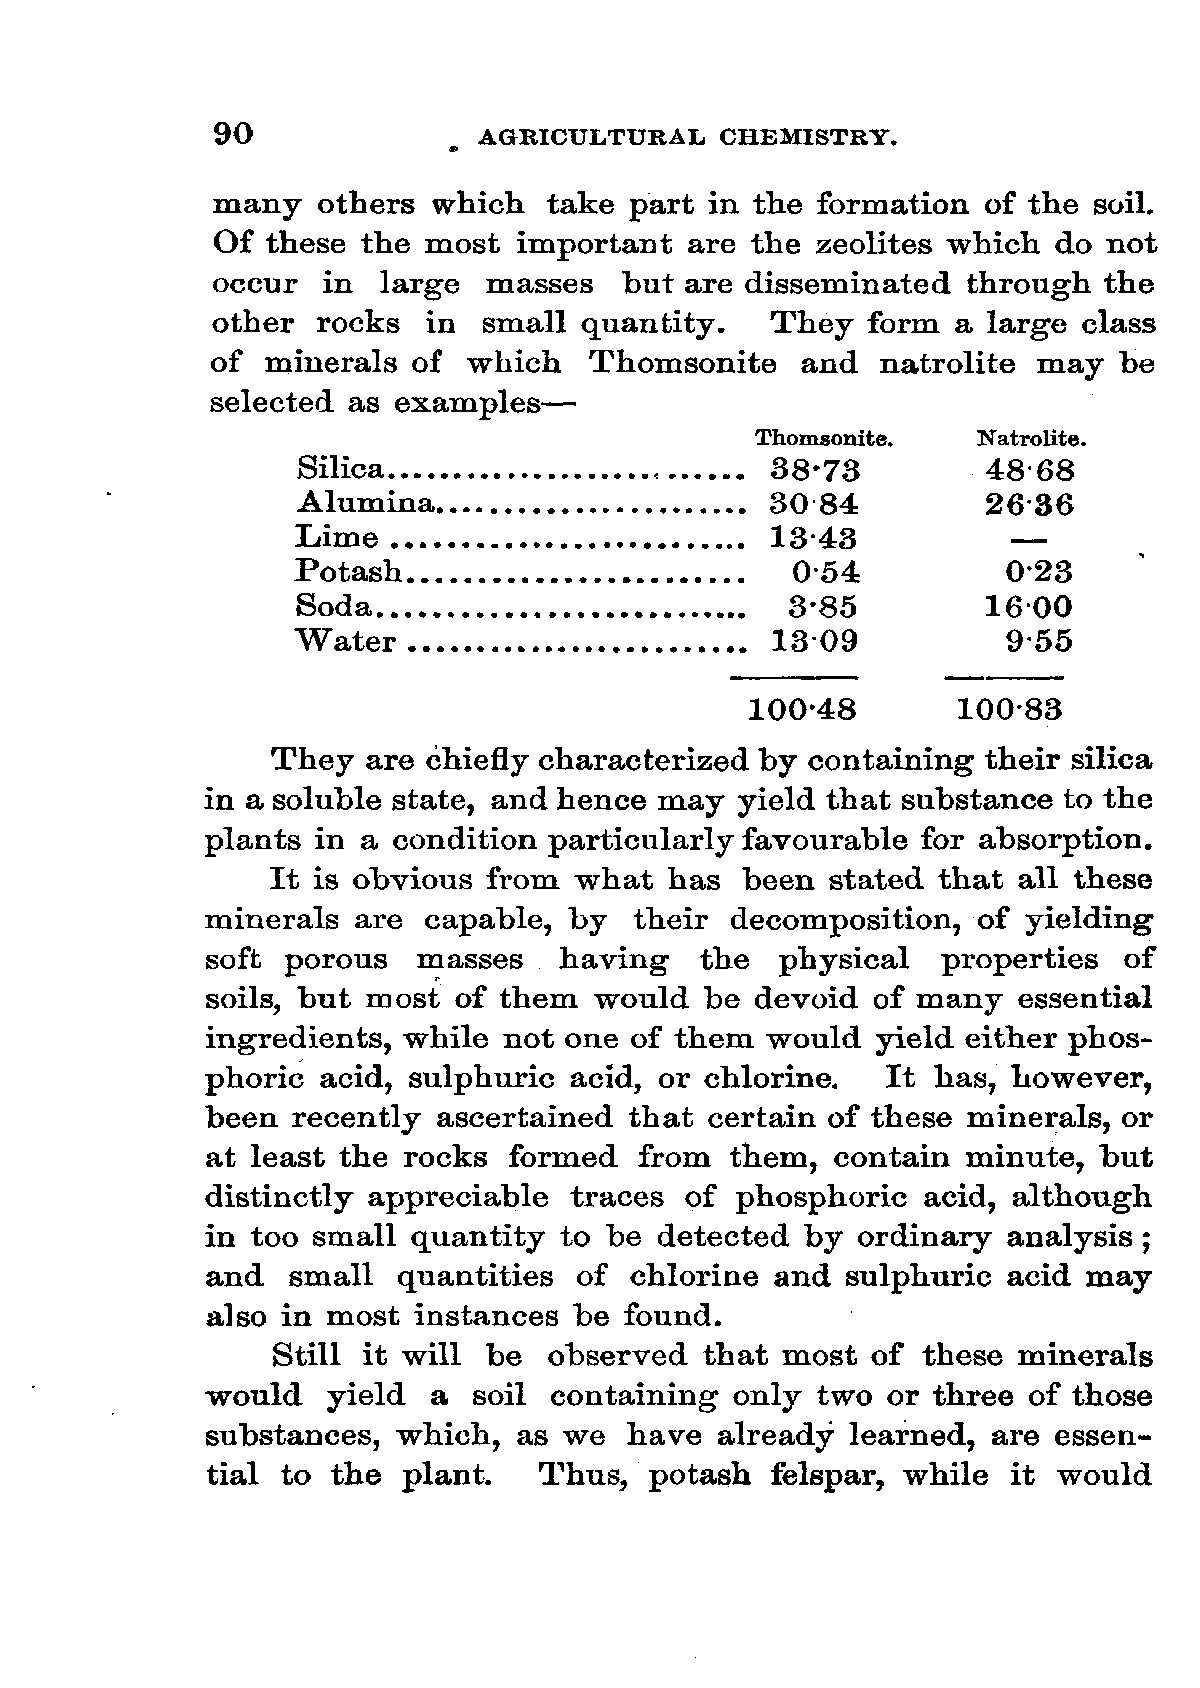 90 AGRICULTURAL CHEMISTRY.
many others which take part in the formation of the soil.
Of these the most important are the zeolites which do not
occur in large masses but are disseminated through the
other rocks in small quantity. They form a large class
of minerals of which Thomsonite and natrolite may be
selected as examples—
Thomsonite. Natrolite.
Silica........................... 38·73 48·68
Alumina....................... 30·84 26·36
Lime .......................... 13·43 —
Potash......................... 0·54 0·23
Soda........................... 3·85 16·00
Water ......................... 13·09 9·55
100·48 100·83
They are chiefly characterized by containing their silica
in a soluble state, and hence may yield that substance to the
plants in a condition particularly favourable for absorption.
It is obvious from what has been stated that all these
minerals are capable, by their decomposition, of yielding
soft porous masses having the physical properties of
soils, but most of them would be devoid of many essential
ingredients, while not one of them would yield either phos-
phoric acid, sulphuric acid, or chlorine. It has, however,
been recently ascertained that certain of these minerals, or
at least the rocks formed from them, contain minute, but
distinctly appreciable traces of phosphoric acid, although
in too small quantity to be detected by ordinary analysis ;
and small quantities of chlorine and sulphuric acid may
also in most instances be found.
Still it will be observed that most of these minerals
would yield a soil containing only two or three of those
substances, which, as we have already learned, are essen-
tial to the plant. Thus, potash felspar, while it would